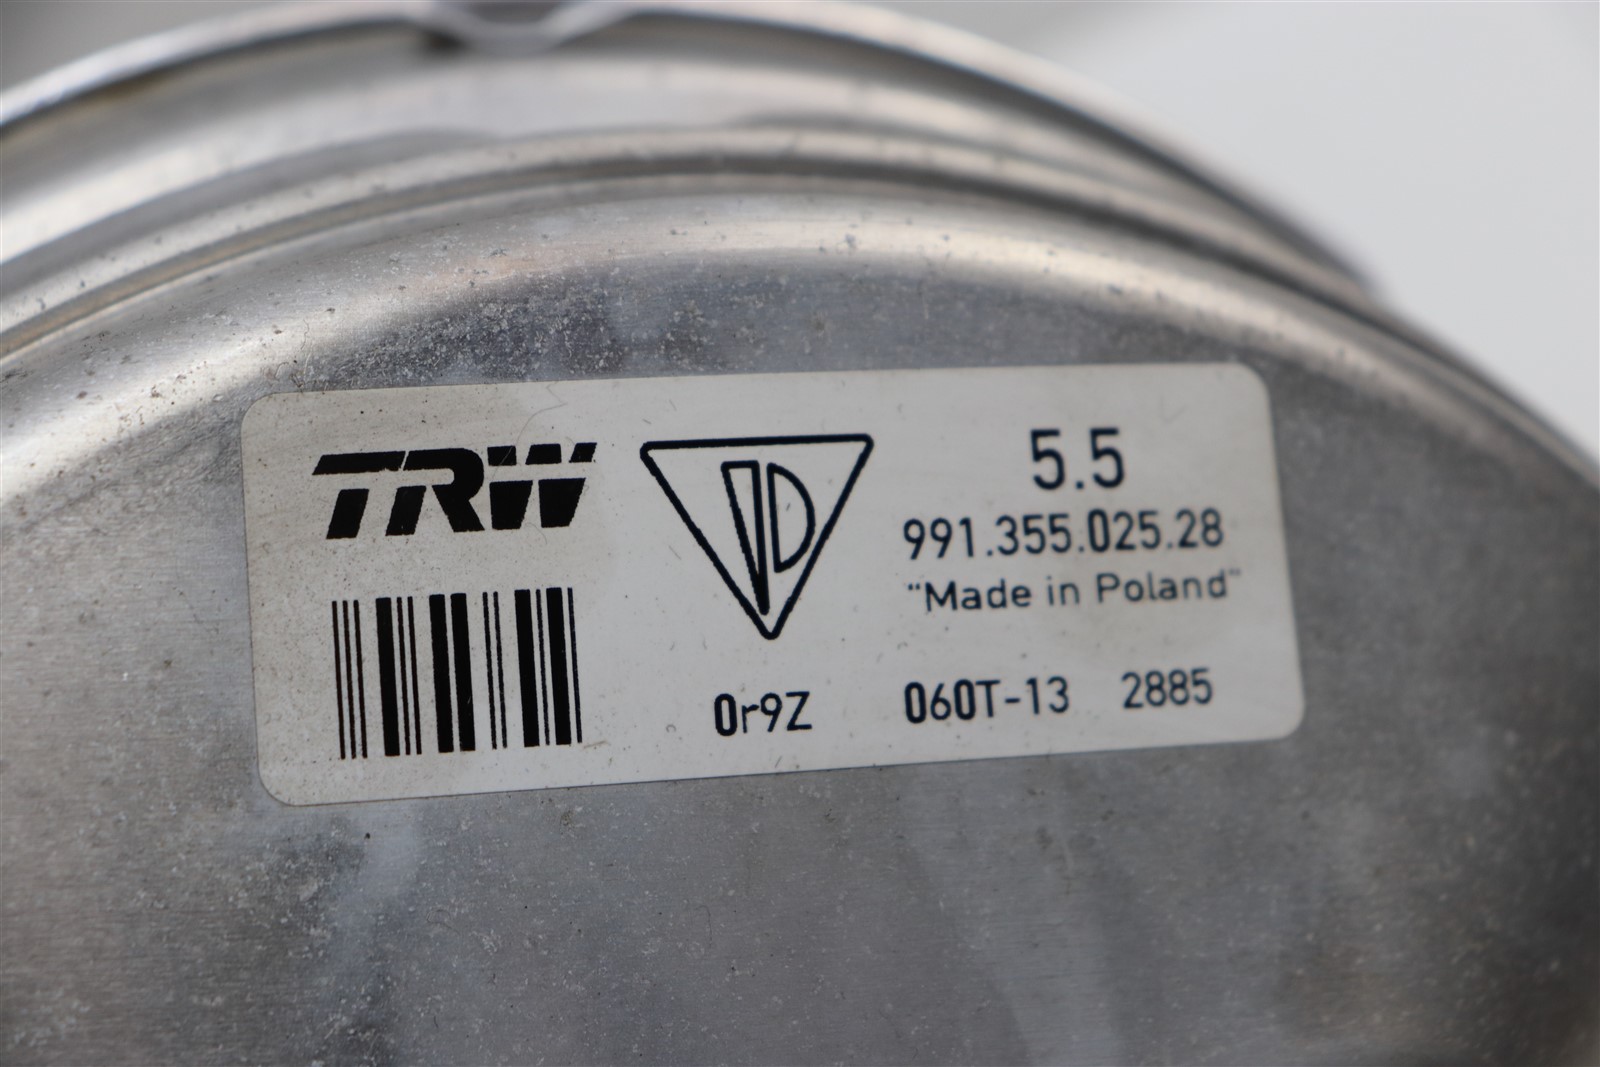 TRW
5.5
991.355.025.28
"Made in Poland"
0r9Z 060T-13 2885